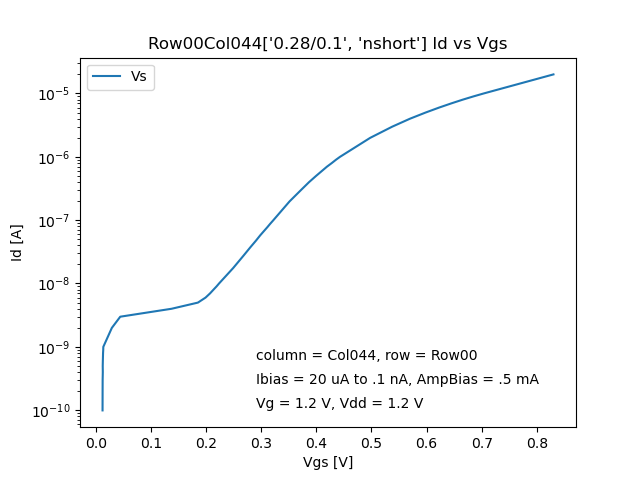 Row00Col044['0.28/0.1', 'nshort'] Id vs Vgs
Vs
10⁻⁵
10⁻⁶
10⁻⁷
10⁻⁸
10⁻⁹
10⁻¹⁰
Id [A]
column = Col044, row = Row00
Ibias = 20 uA to .1 nA, AmpBias = .5 mA
Vg = 1.2 V, Vdd = 1.2 V
0.0 0.1 0.2 0.3 0.4 0.5 0.6 0.7 0.8
Vgs [V]